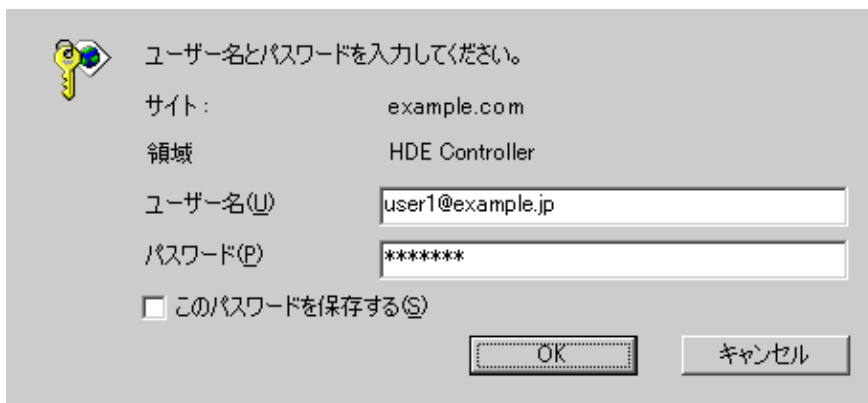 ユーザー名とパスワードを入力してください。
サイト: example.com
領域 HDE Controller
ユーザー名(U) user1@example.jp
パスワード(P) *******
このパスワードを保存する(S)
OK キャンセル